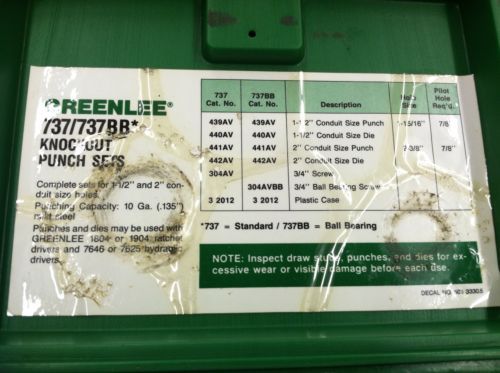 GREENLEE®
737/737BB*
KNOCKOUT
PUNCH SETS
Complete sets for 1-1/2" and 2" con-
duit size holes.
Punching Capacity: 10 Ga. (.135")
mild steel
Punches and dies may be used with
GREENLEE 1804 or 1904 ratchet
drivers and 7646 or 7625 hydraulic
drivers.
737 Cat. No. 737BB Cat. No. Description Hole Size Pilot Hole Req'd.
439AV 439AV 1-1/2" Conduit Size Punch 1-15/16" 7/8"
440AV 440AV 1-1/2" Conduit Size Die
441AV 441AV 2" Conduit Size Punch 2-3/8" 7/8"
442AV 442AV 2" Conduit Size Die
304AV 3/4" Screw
304AVBB 3/4" Ball Bearing Screw
3 2012 3 2012 Plastic Case
*737 = Standard / 737BB = Ball Bearing
NOTE: Inspect draw studs, punches, and dies for ex-
cessive wear or visible damage before each use.
DECAL NO.